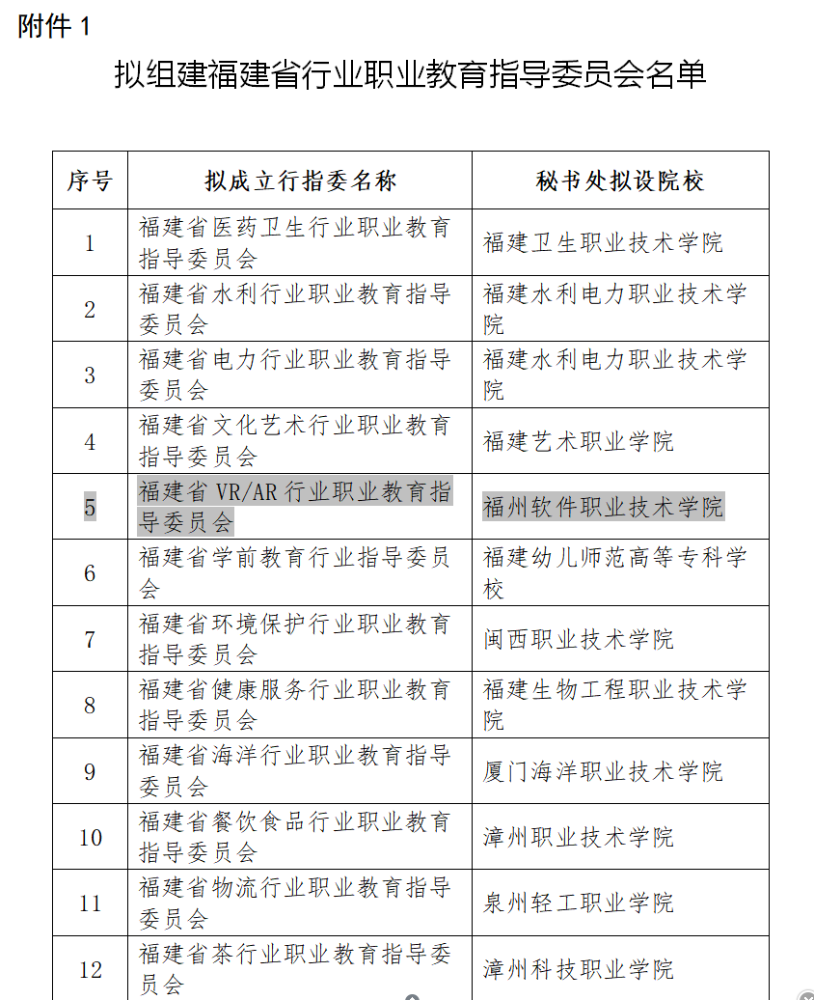 附件 1
拟组建福建省行业职业教育指导委员会名单
序号 拟成立行指委名称 秘书处拟设院校
1 福建省医药卫生行业职业教育
指导委员会 福建卫生职业技术学院
2 福建省水利行业职业教育指导
委员会 福建水利电力职业技术学
院
3 福建省电力行业职业教育指导
委员会 福建水利电力职业技术学
院
4 福建省文化艺术行业职业教育
指导委员会 福建艺术职业学院
5 福建省 VR/AR 行业职业教育指
导委员会 福州软件职业技术学院
6 福建省学前教育行业指导委员
会 福建幼儿师范高等专科学
校
7 福建省环境保护行业职业教育
指导委员会 闽西职业技术学院
8 福建省健康服务行业职业教育
指导委员会 福建生物工程职业技术学
院
9 福建省海洋行业职业教育指导
委员会 厦门海洋职业技术学院
10 福建省餐饮食品行业职业教育
指导委员会 漳州职业技术学院
11 福建省物流行业职业教育指导
委员会 泉州轻工职业学院
12 福建省茶行业职业教育指导委
员会 漳州科技职业学院